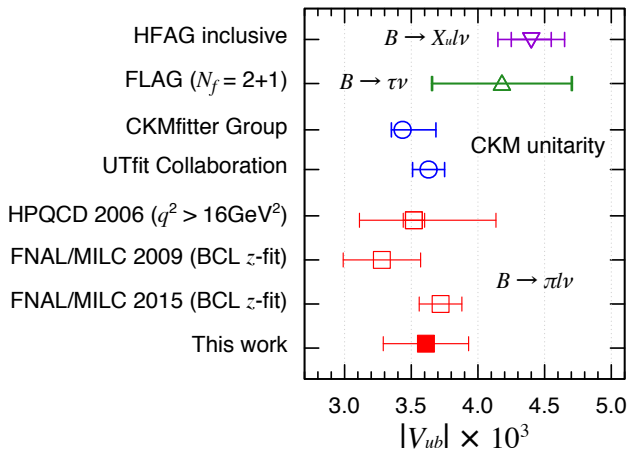 HFAG inclusive B → Xulν
FLAG (Nf = 2+1) B → τν
CKMfitter Group
CKM unitarity
UTfit Collaboration
HPQCD 2006 (q² > 16GeV²)
FNAL/MILC 2009 (BCL z-fit)
B → πlν
FNAL/MILC 2015 (BCL z-fit)
This work
3.0 3.5 4.0 4.5 5.0
|Vub| × 10³